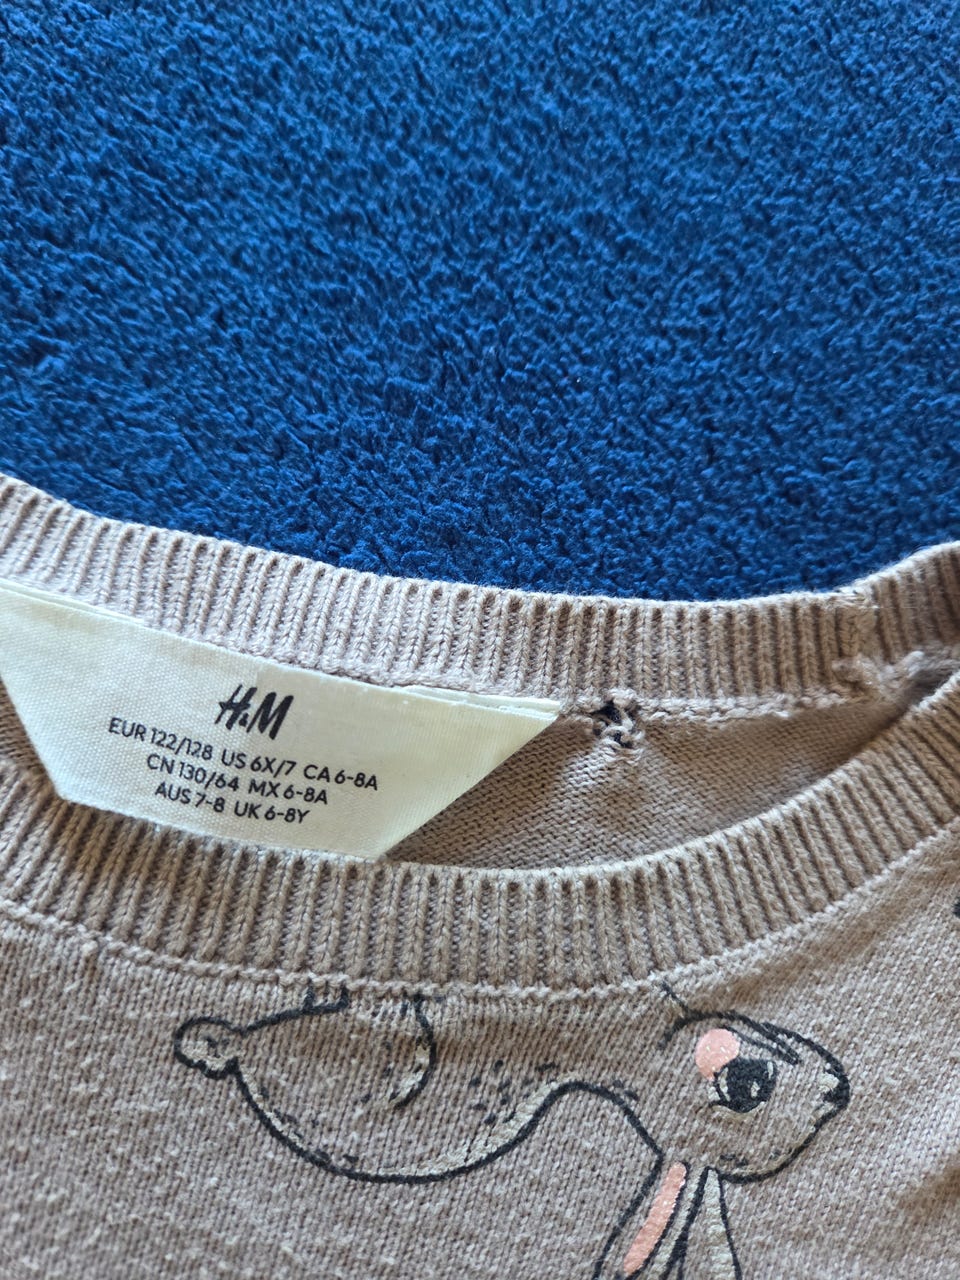 H&M
EUR 122/128 US 6X/7 CA 6-8A
CN 130/64 MX 6-8A
AUS 7-8 UK 6-8Y